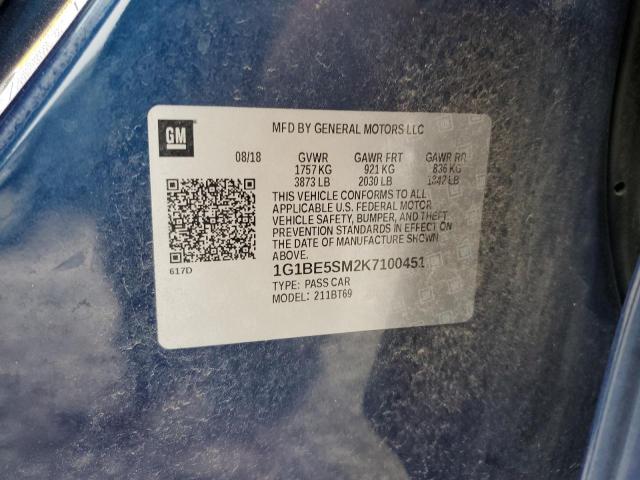 GM
MFD BY GENERAL MOTORS LLC
08/18 GVWR GAWR FRT GAWR RR
1757 KG 921 KG 836 KG
3873 LB 2030 LB 1842 LB
THIS VEHICLE CONFORMS TO ALL
APPLICABLE U.S. FEDERAL MOTOR
VEHICLE SAFETY, BUMPER, AND THEFT
PREVENTION STANDARDS IN EFFECT ON
THE DATE OF MANUFACTURE SHOWN
ABOVE.
617D
1G1BE5SM2K7100451
TYPE: PASS CAR
MODEL: 211BT69